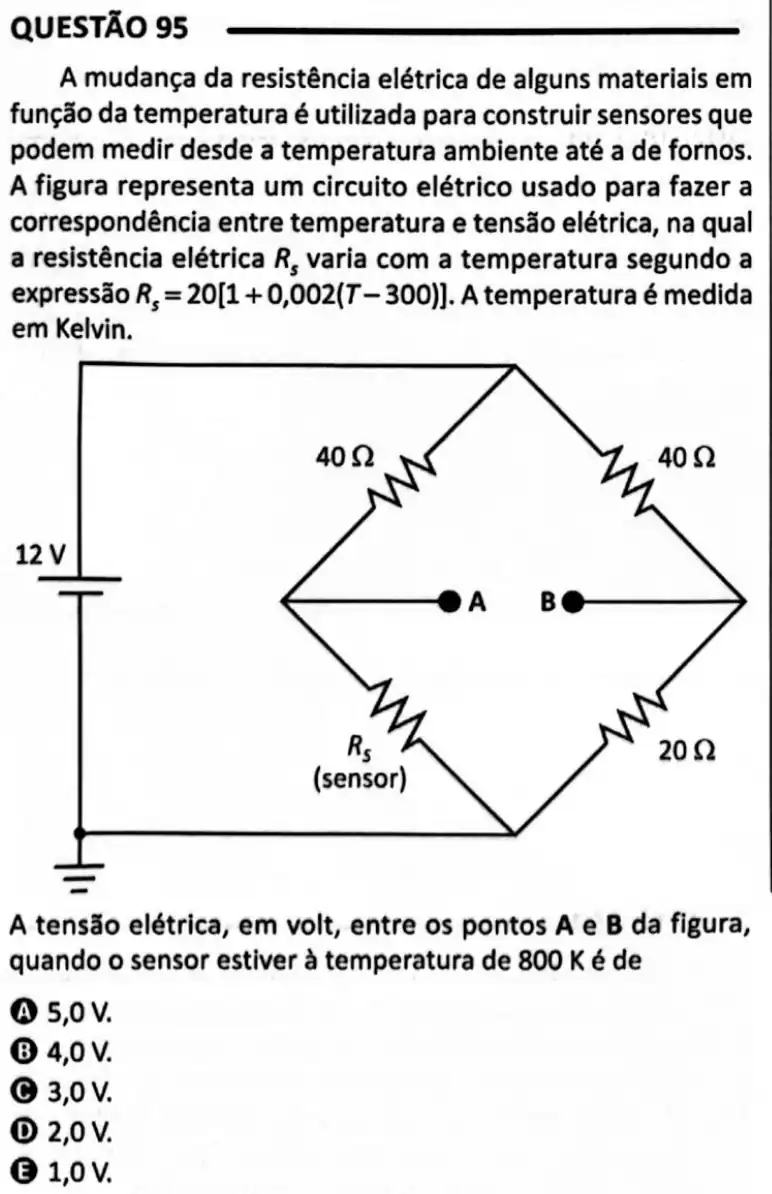 QUESTÃO 95
A mudança da resistência elétrica de alguns materiais em
função da temperatura é utilizada para construir sensores que
podem medir desde a temperatura ambiente até a de fornos.
A figura representa um circuito elétrico usado para fazer a
correspondência entre temperatura e tensão elétrica, na qual
a resistência elétrica Rs varia com a temperatura segundo a
expressão Rs = 20[1 + 0,002(T – 300)]. A temperatura é medida
em Kelvin.
40 Ω
40 Ω
12 V
A
B
Rs
(sensor)
20 Ω
A tensão elétrica, em volt, entre os pontos A e B da figura,
quando o sensor estiver à temperatura de 800 K é de
A 5,0 V.
B 4,0 V.
C 3,0 V.
D 2,0 V.
E 1,0 V.